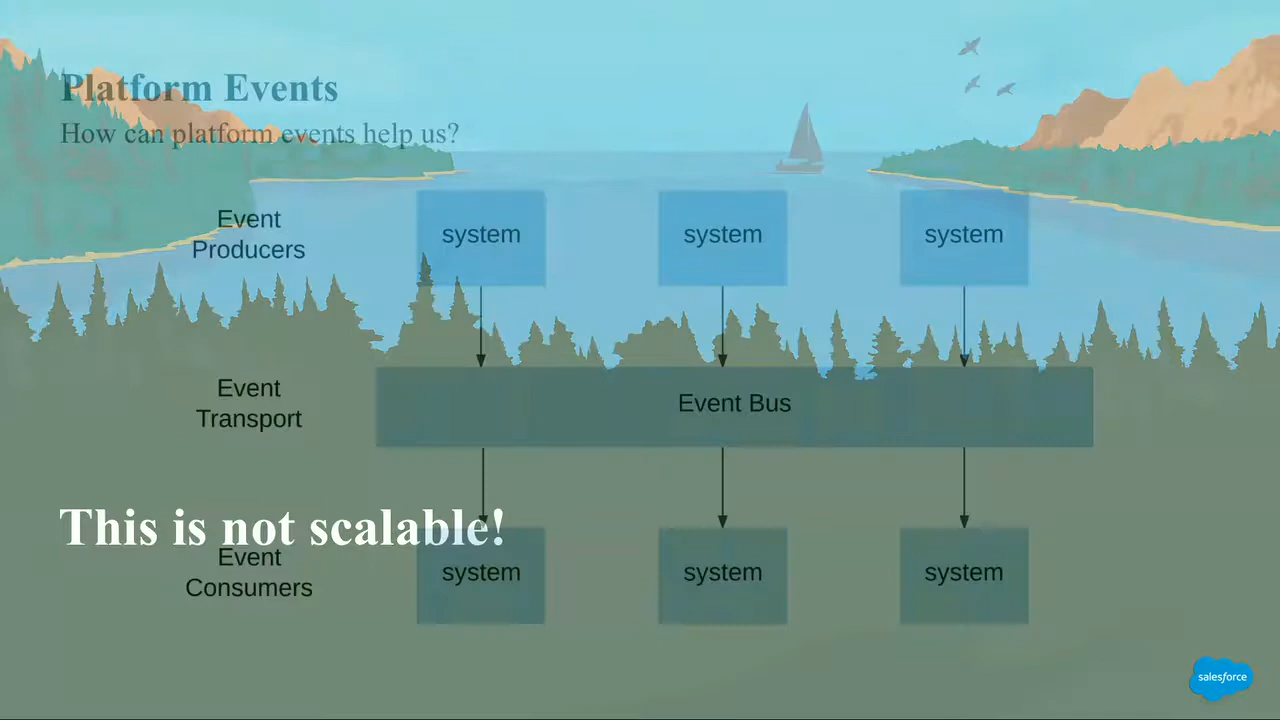 Platform Events
How can platform events help us?
Event
Producers
system
system
system
Event
Transport
Event Bus
This is not scalable!
Event
Consumers
system
system
system
salesforce